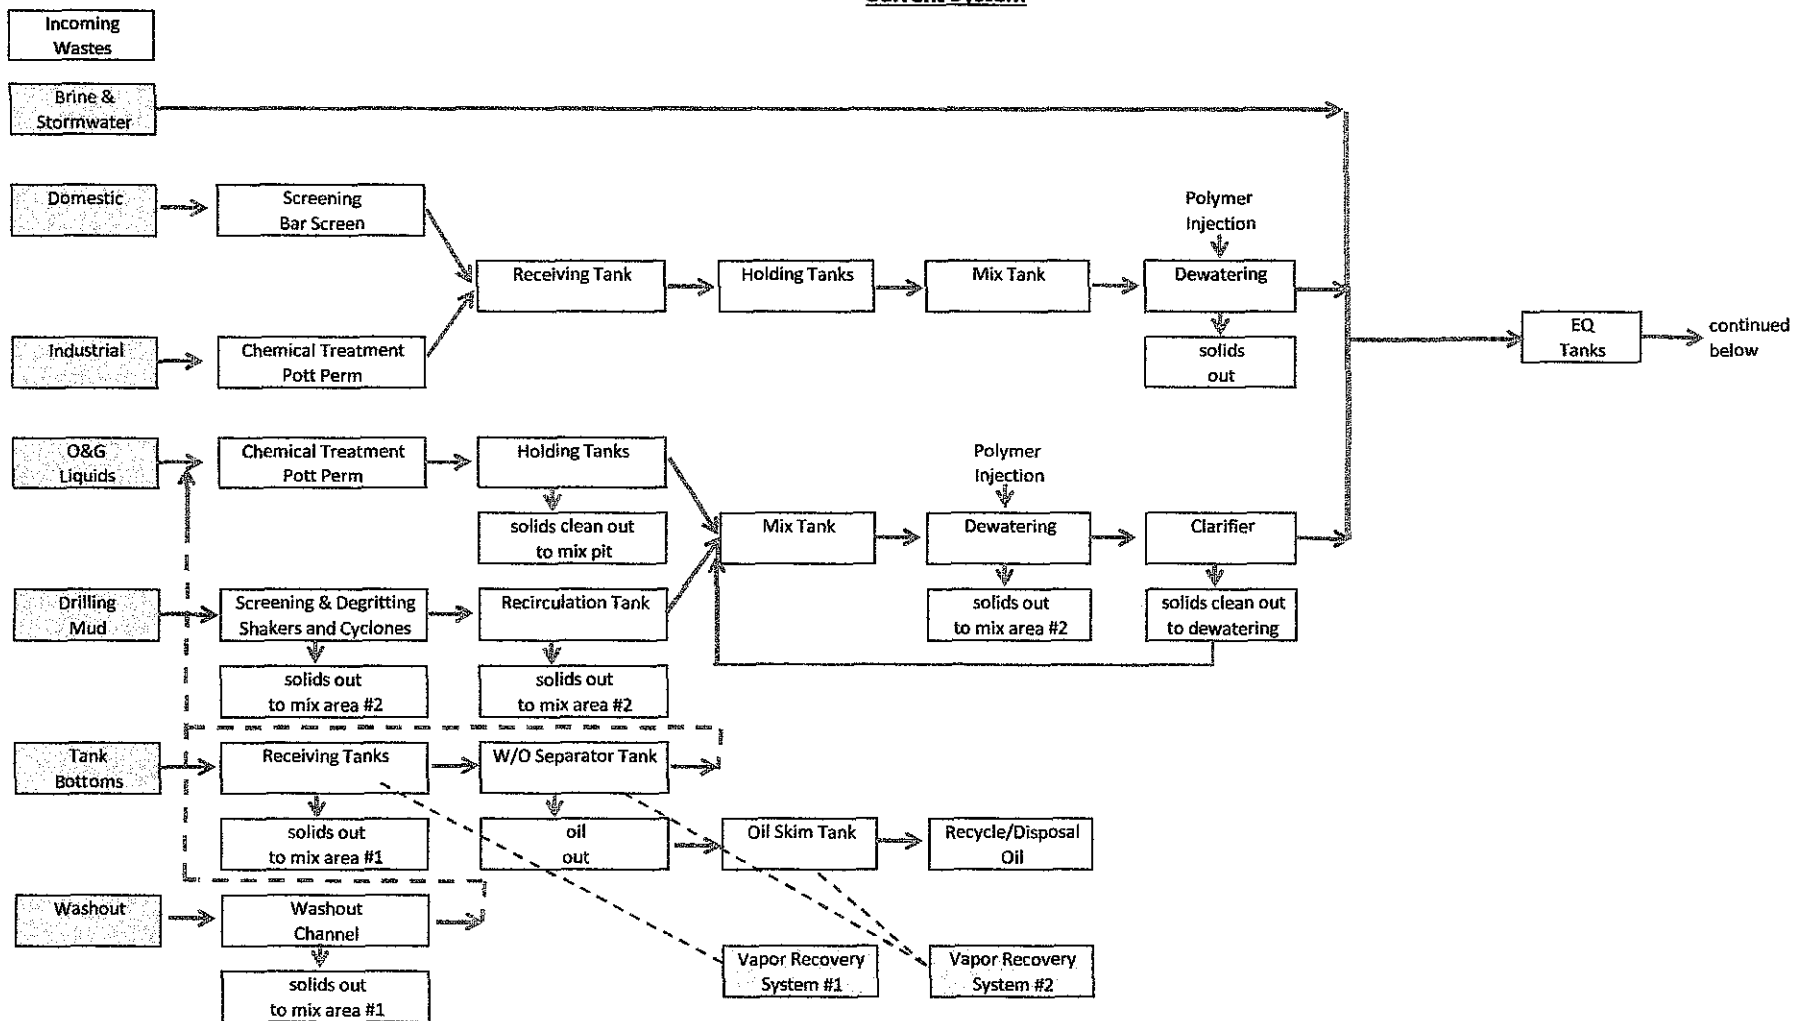 Current System
Incoming
Wastes
Brine &
Stormwater
Domestic
Screening
Bar Screen
Polymer
Injection
Receiving Tank
Holding Tanks
Mix Tank
Dewatering
solids
out
EQ
Tanks
continued
below
Industrial
Chemical Treatment
Pott Perm
O&G
Liquids
Chemical Treatment
Pott Perm
Holding Tanks
solids clean out
to mix pit
Polymer
Injection
Mix Tank
Dewatering
Clarifier
solids out
to mix area #2
solids clean out
to dewatering
Drilling
Mud
Screening & Degritting
Shakers and Cyclones
Recirculation Tank
solids out
to mix area #2
solids out
to mix area #2
Tank
Bottoms
Receiving Tanks
W/O Separator Tank
solids out
to mix area #1
oil
out
Oil Skim Tank
Recycle/Disposal
Oil
Washout
Washout
Channel
solids out
to mix area #1
Vapor Recovery
System #1
Vapor Recovery
System #2